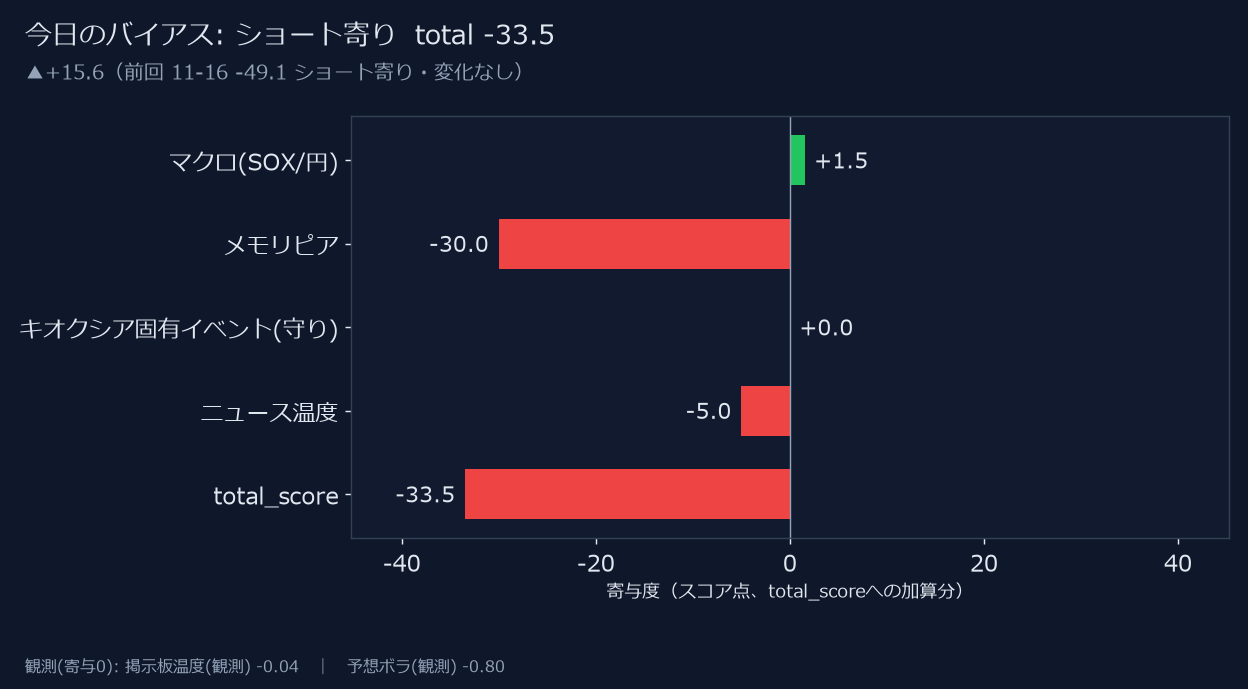 今日のバイアス: ショート寄り  total -33.5
▲+15.6（前回 11-16 -49.1 ショート寄り・変化なし）
マクロ(SOX/円)
+1.5
メモリピア
-30.0
キオクシア固有イベント(守り)
+0.0
ニュース温度
-5.0
total_score
-33.5
-40
-20
0
20
40
寄与度（スコア点、total_scoreへの加算分）
観測(寄与0): 掲示板温度(観測) -0.04 ｜ 予想ボラ(観測) -0.80